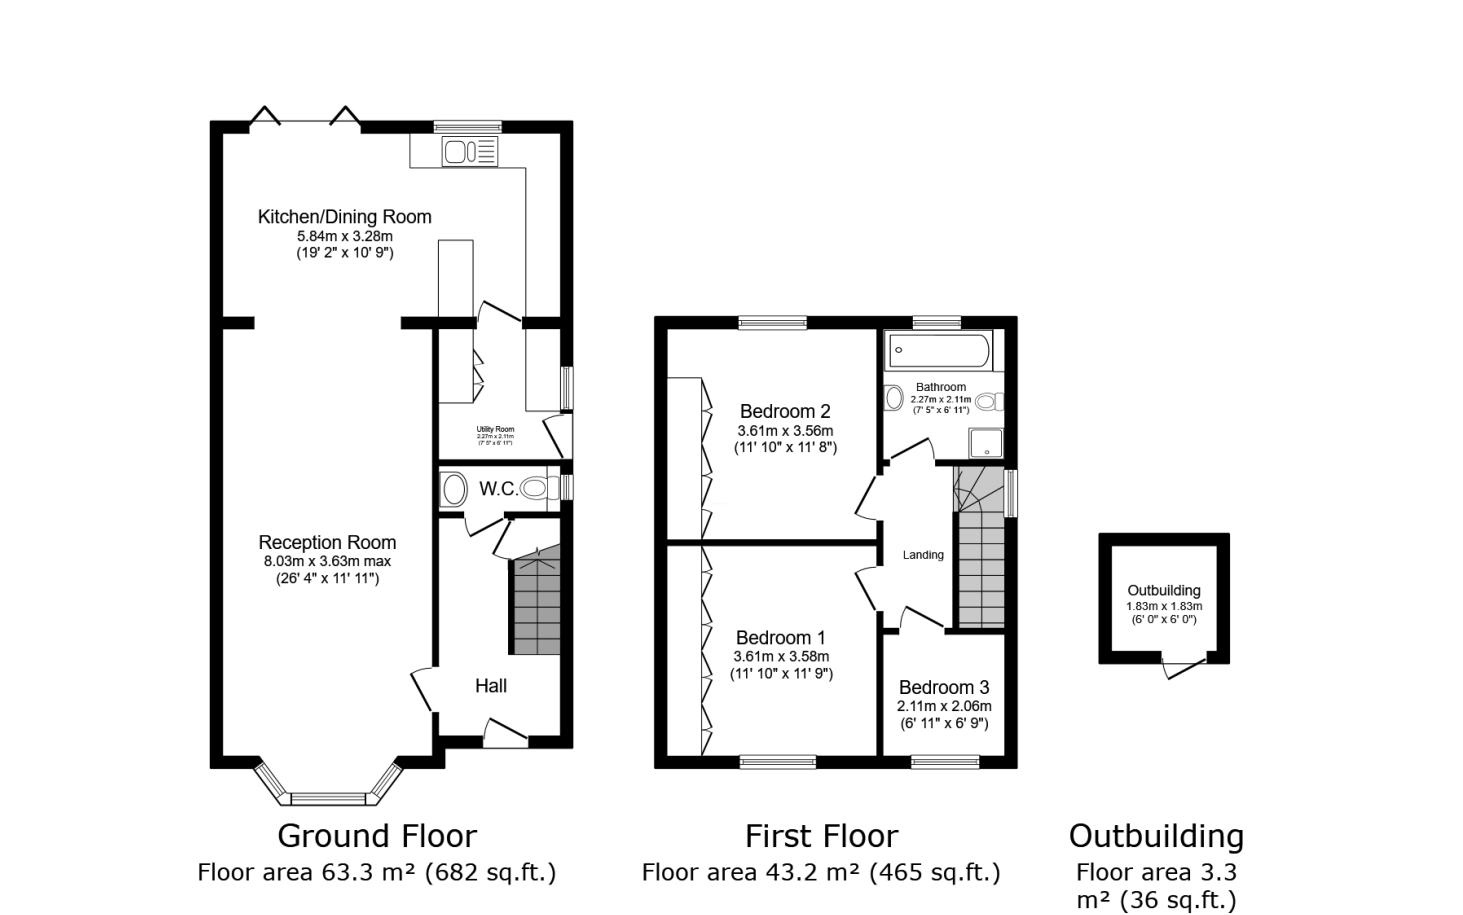 Kitchen/Dining Room
5.84m x 3.28m
(19' 2" x 10' 9")
Utility Room
2.27m x 2.11m
(7' 5" x 6' 11")
W.C.
Reception Room
8.03m x 3.63m max
(26' 4" x 11' 11")
Hall
Ground Floor
Floor area 63.3 m² (682 sq.ft.)
Bedroom 2
3.61m x 3.56m
(11' 10" x 11' 8")
Bathroom
2.27m x 2.11m
(7' 5" x 6' 11")
Landing
Bedroom 1
3.61m x 3.58m
(11' 10" x 11' 9")
Bedroom 3
2.11m x 2.06m
(6' 11" x 6' 9")
First Floor
Floor area 43.2 m² (465 sq.ft.)
Outbuilding
1.83m x 1.83m
(6' 0" x 6' 0")
Outbuilding
Floor area 3.3
m² (36 sq.ft.)